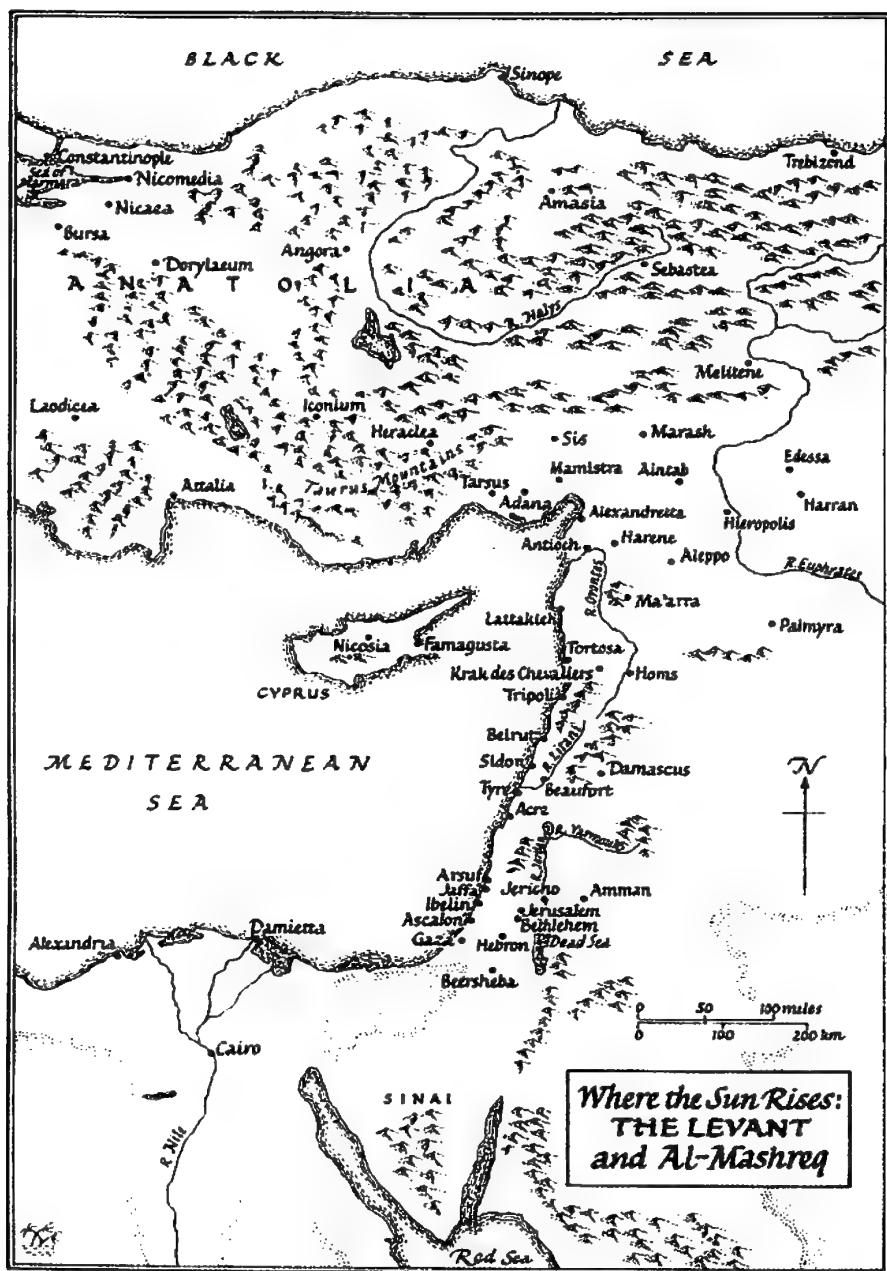 BLACK SEA
Sinope
Constantinople
Trebizond
Sea of Marmara
Nicomedia
Nicaea
Amasia
Bursa
Angora
Dorylaeum
Sebastea
ANATOLIA
R. Halys
Melitene
Laodicea
Iconium
Heraclea
Sis
Marash
Taurus Mountains
Mamistra
Aintab
Edessa
Tarsus
Adana
Attalia
Harran
Alexandretta
Hieropolis
Antioch
Harene
Aleppo
R. Euphrates
R. Orontes
Ma'arra
Lattakieh
Palmyra
Nicosia
Famagusta
Tortosa
Krak des Chevaliers
Homs
CYPRUS
Tripoli
Beirut
R. Litani
MEDITERRANEAN
SEA
Sidon
Damascus
N
Tyre
Beaufort
Acre
R. Yarmouk
Arsuf
Jaffa
Jericho
Amman
Ibelin
Jerusalem
Ascalon
Bethlehem
Damietta
Alexandria
Gaza
Hebron
Dead Sea
Beersheba
0 50 100 miles
0 100 200 km
Cairo
SINAI
R. Nile
Where the Sun Rises:
THE LEVANT
and Al-Mashreq
Red Sea